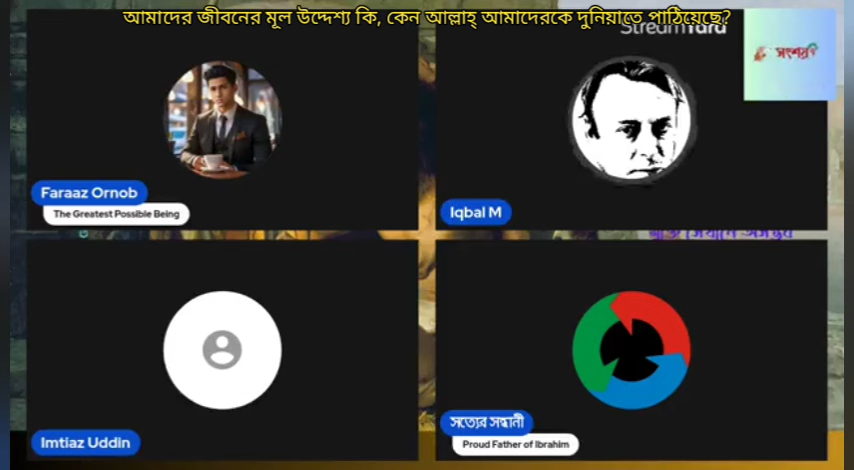 আমাদের জীবনের মূল উদ্দেশ্য কি, কেন আল্লাহ্ আমাদেরকে দুনিয়াতে পাঠিয়েছে?
StreamYard
সংশয়
Faraaz Ornob
The Greatest Possible Being
Iqbal M
Imtiaz Uddin
সত্যের সন্ধানী
Proud Father of Ibrahim